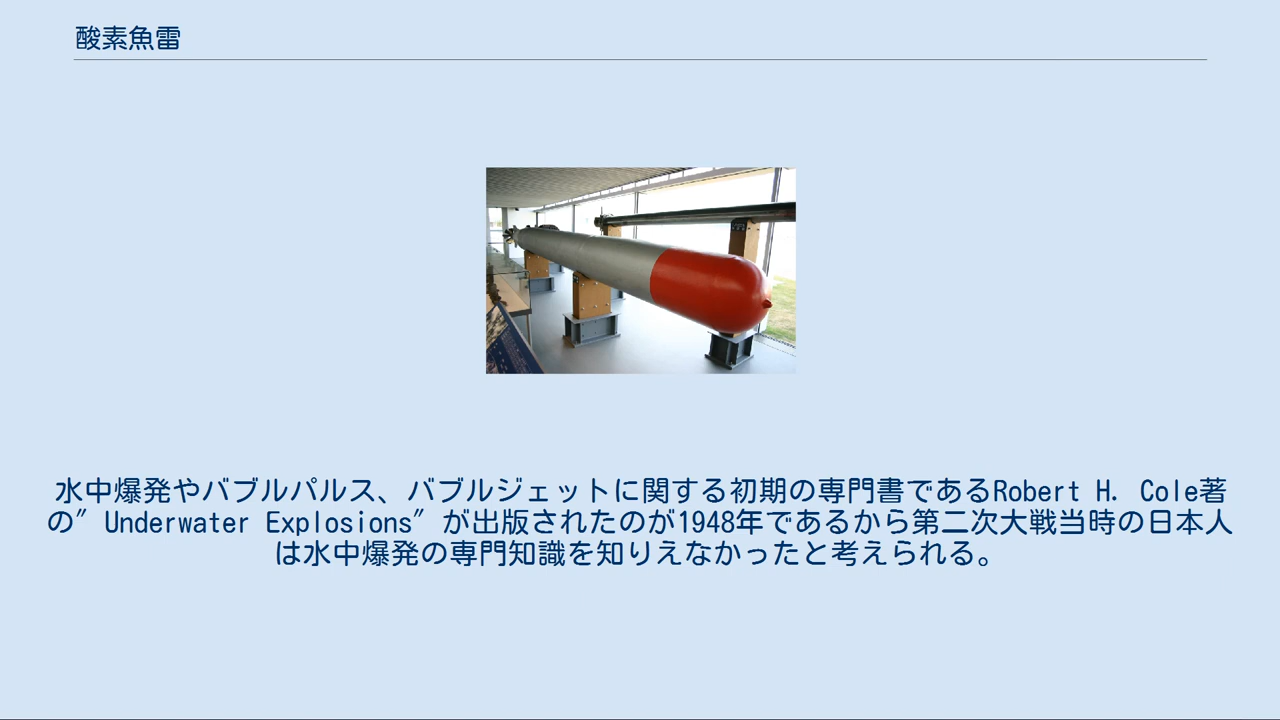 酸素魚雷
水中爆発やバブルパルス、バブルジェットに関する初期の専門書であるRobert H. Cole著
の”Underwater Explosions”が出版されたのが1948年であるから第二次大戦当時の日本人
は水中爆発の専門知識を知りえなかったと考えられる。